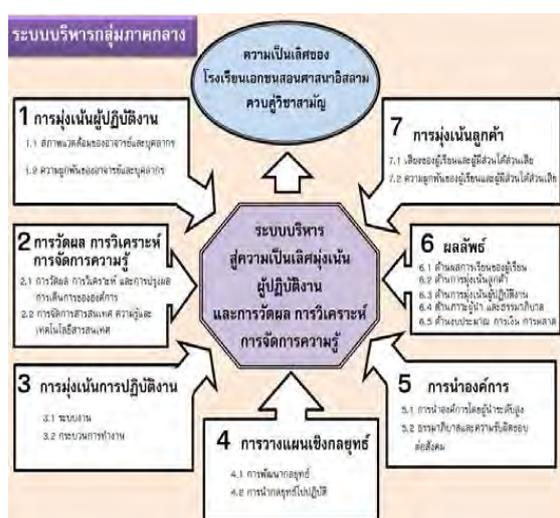 ระบบบริหารกลุ่มภาคกลาง
ความเป็นเลิศของ
โรงเรียนเอกชนสอนศาสนาอิสลาม
ควบคู่วิชาสามัญ
1 การมุ่งเน้นผู้ปฏิบัติงาน
1.1 สภาพแวดล้อมของอาจารย์และบุคลากร
1.2 ความผูกพันของอาจารย์และบุคลากร
7 การมุ่งเน้นลูกค้า
7.1 เสียงของผู้เรียนและผู้มีส่วนได้ส่วนเสีย
7.2 ความผูกพันของผู้เรียนและผู้มีส่วนได้ส่วนเสีย
2 การวัดผล การวิเคราะห์
การจัดการความรู้
2.1 การวัดผล การวิเคราะห์ และการปรุงผล
การเดินการขององค์การ
2.2 การจัดการสารสนเทศ ความรู้และ
เทคโนโลยีสารสนเทศ
ระบบบริหาร
สู่ความเป็นเลิศมุ่งเน้น
ผู้ปฏิบัติงาน
และการวัดผล การวิเคราะห์
การจัดการความรู้
6 ผลลัพธ์
6.1 ด้านผลการเรียนของผู้เรียน
6.2 ด้านการมุ่งเน้นลูกค้า
6.3 ด้านการมุ่งเน้นผู้ปฏิบัติงาน
6.4 ด้านภาวะผู้นำ และธรรมาภิบาล
6.5 ด้านงบประมาณ การเงิน การตลาด
3 การมุ่งเน้นการปฏิบัติงาน
3.1 ระบบงาน
3.2 กระบวนการทำงาน
4 การวางแผนเชิงกลยุทธ์
4.1 การพัฒนากลยุทธ์
4.2 การนำกลยุทธ์ไปปฏิบัติ
5 การนำองค์การ
5.1 การนำองค์การโดยผู้นำระดับสูง
5.2 ธรรมาภิบาลและความรับผิดชอบ
ต่อสังคม